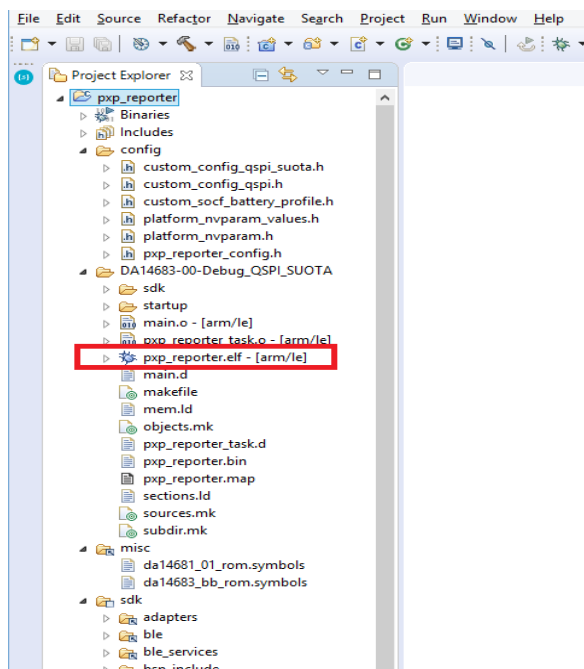 File Edit Source Refactor Navigate Search Project Run Window Help
Project Explorer
pxp_reporter
Binaries
Includes
config
custom_config_qspi_suota.h
custom_config_qspi.h
custom_socf_battery_profile.h
platform_nvparam_values.h
platform_nvparam.h
pxp_reporter_config.h
DA14683-00-Debug_QSPI_SUOTA
sdk
startup
main.o - [arm/le]
pxp_reporter_task.o - [arm/le]
pxp_reporter.elf - [arm/le]
main.d
makefile
mem.ld
objects.mk
pxp_reporter_task.d
pxp_reporter.bin
pxp_reporter.map
sections.ld
sources.mk
subdir.mk
misc
da14681_01_rom.symbols
da14683_bb_rom.symbols
sdk
adapters
ble
ble_services
bsp_include